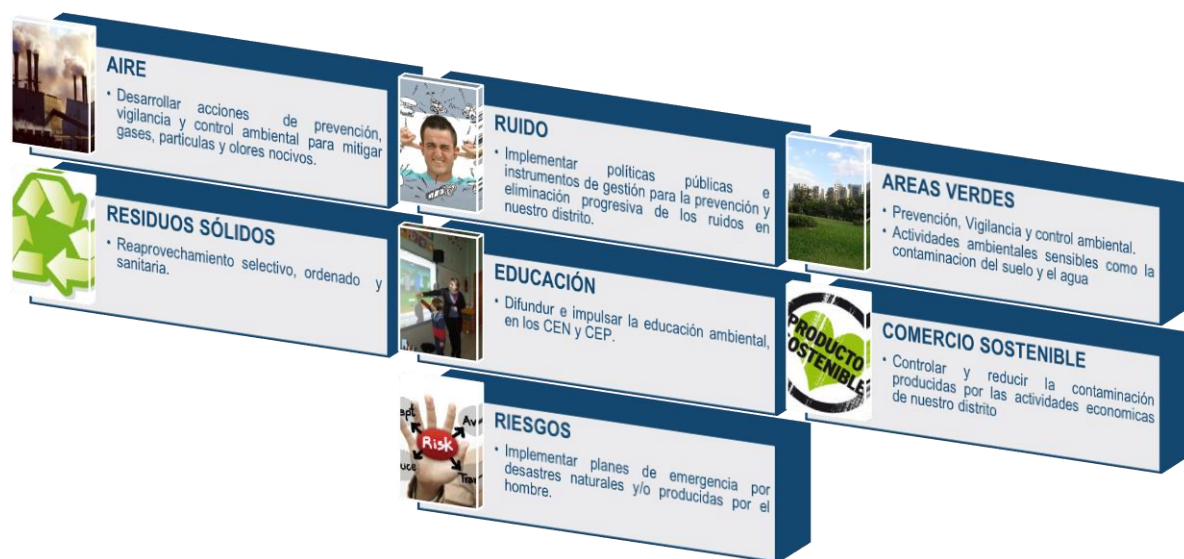 AIRE
• Desarrollar acciones de prevención,
vigilancia y control ambiental para mitigar
gases, particulas y olores nocivos.
RESIDUOS SÓLIDOS
• Reaprovechamiento selectivo, ordenado y
sanitaria.
RUIDO
• Implementar políticas públicas e
instrumentos de gestión para la prevención y
eliminación progresiva de los ruidos en
nuestro distrito.
EDUCACIÓN
• Difundur e impulsar la educación ambiental,
en los CEN y CEP.
Risk
RIESGOS
• Implementar planes de emergencia por
desastres naturales y/o producidas por el
hombre.
AREAS VERDES
• Prevención, Vigilancia y control ambiental.
• Actividades ambientales sensibles como la
contaminacion del suelo y el agua
PRODUCTO
SOSTENIBLE
COMERCIO SOSTENIBLE
• Controlar y reducir la contaminación
producidas por las actividades economicas
de nuestro distrito